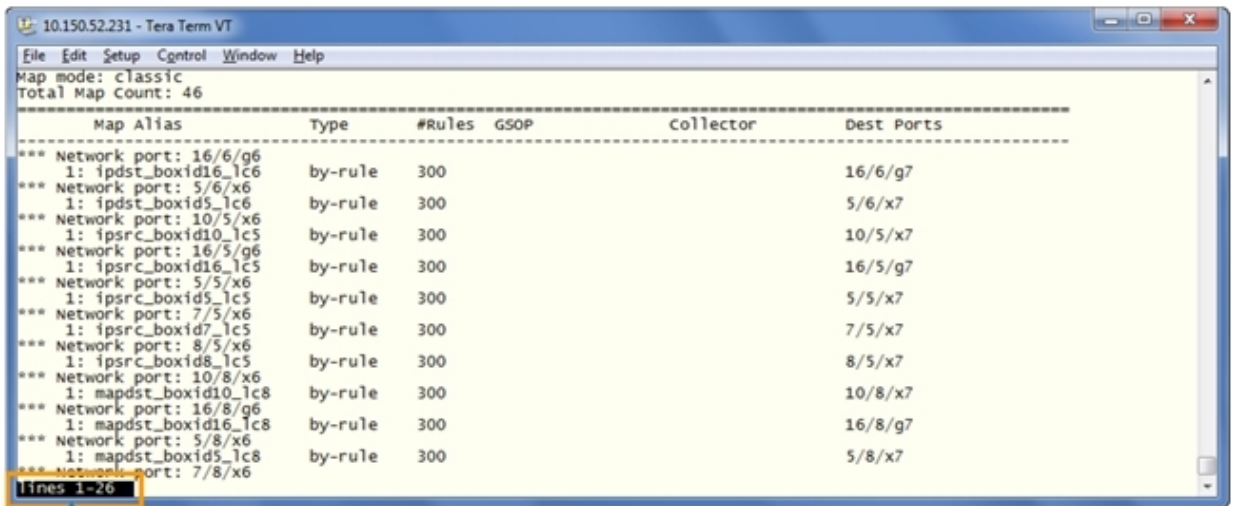 10.150.52.231 - Tera Term VT
File Edit Setup Control Window Help
Map mode: classic
Total Map Count: 46
================================================================================
Map Alias Type #Rules GSOP Collector Dest Ports
--------------------------------------------------------------------------------
*** Network port: 16/6/g6
1: ipdst_boxid16_lc6 by-rule 300 16/6/g7
*** Network port: 5/6/x6
1: ipdst_boxid5_lc6 by-rule 300 5/6/x7
*** Network port: 10/5/x6
1: ipsrc_boxid10_lc5 by-rule 300 10/5/x7
*** Network port: 16/5/g6
1: ipsrc_boxid16_lc5 by-rule 300 16/5/g7
*** Network port: 5/5/x6
1: ipsrc_boxid5_lc5 by-rule 300 5/5/x7
*** Network port: 7/5/x6
1: ipsrc_boxid7_lc5 by-rule 300 7/5/x7
*** Network port: 8/5/x6
1: ipsrc_boxid8_lc5 by-rule 300 8/5/x7
*** Network port: 10/8/x6
1: mapdst_boxid10_lc8 by-rule 300 10/8/x7
*** Network port: 16/8/g6
1: mapdst_boxid16_lc8 by-rule 300 16/8/g7
*** Network port: 5/8/x6
1: mapdst_boxid5_lc8 by-rule 300 5/8/x7
*** Network port: 7/8/x6
lines 1-26